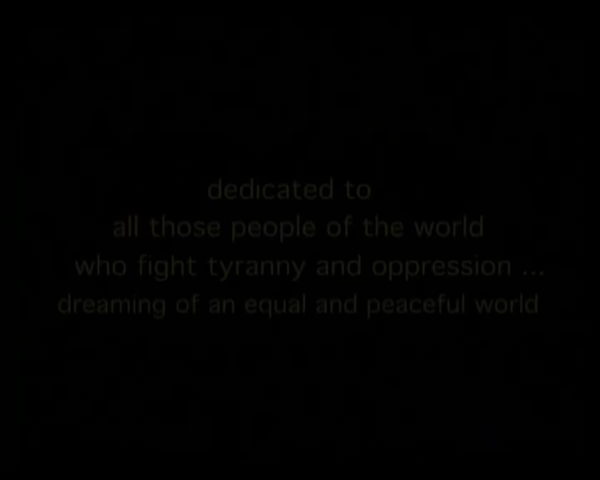 dedicated to
all those people of the world
who fight tyranny and oppression ...
dreaming of an equal and peaceful world